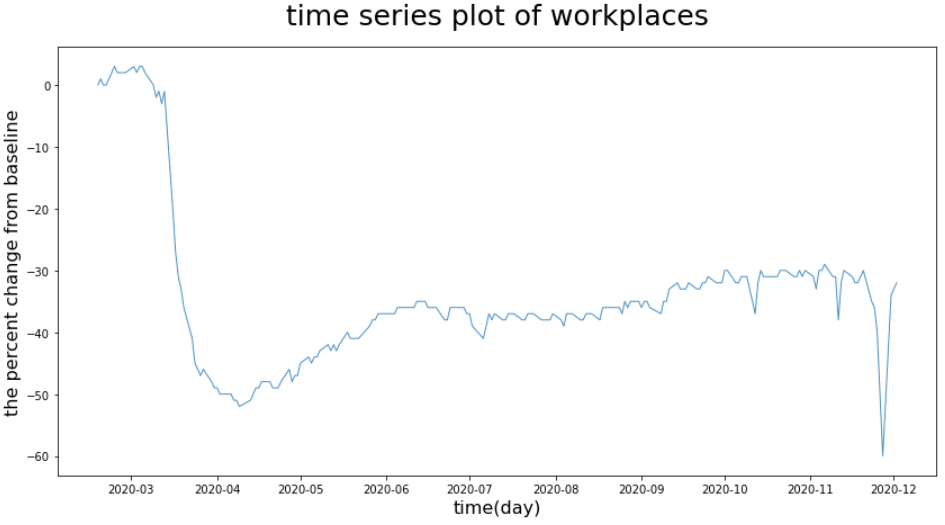 time series plot of workplaces
the percent change from baseline
0
−10
−20
−30
−40
−50
−60
2020-03 2020-04 2020-05 2020-06 2020-07 2020-08 2020-09 2020-10 2020-11 2020-12
time(day)